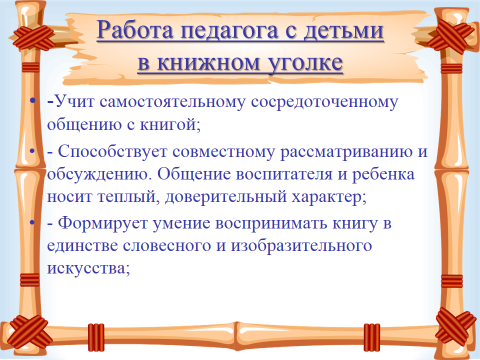 Работа педагога с детьми
в книжном уголке
• -Учит самостоятельному сосредоточенному
общению с книгой;
• - Способствует совместному рассматриванию и
обсуждению. Общение воспитателя и ребенка
носит теплый, доверительный характер;
• - Формирует умение воспринимать книгу в
единстве словесного и изобразительного
искусства;